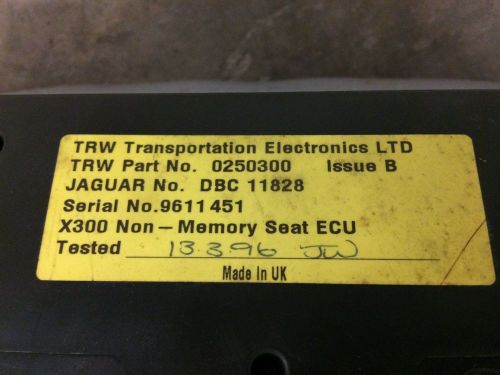 TRW Transportation Electronics LTD
TRW Part No. 0250300 Issue B
JAGUAR No. DBC 11828
Serial No.9611451
X300 Non-Memory Seat ECU
Tested 13.3.96 JW
Made In UK